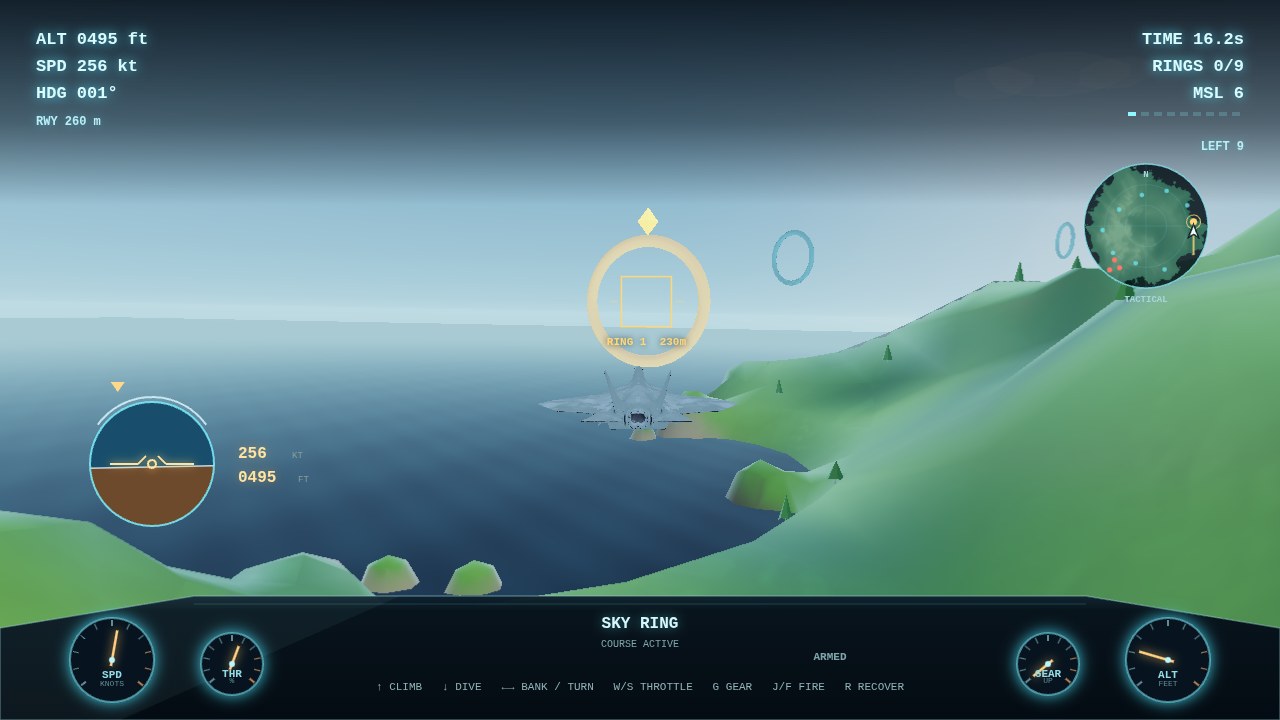 ALT 0495 ft
SPD 256 kt
HDG 001°
RWY 260 m
TIME 16.2s
RINGS 0/9
MSL 6
LEFT 9
N
TACTICAL
RING 1 230m
256 KT
0495 FT
SKY RING
COURSE ACTIVE
ARMED
↑ CLIMB ↓ DIVE ←→ BANK / TURN W/S THROTTLE G GEAR J/F FIRE R RECOVER
SPD
KNOTS
THR
%
GEAR
UP
ALT
FEET